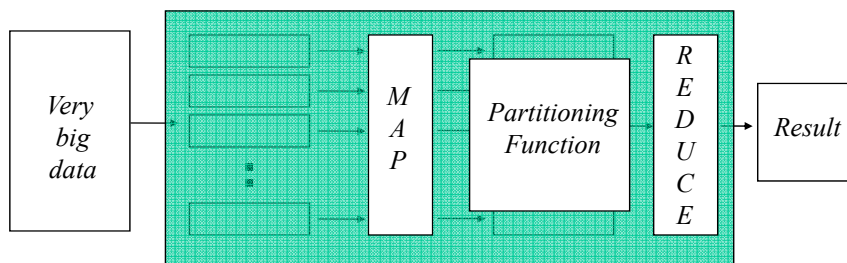 Very
big
data
M
A
P
Partitioning
Function
R
E
D
U
C
E
Result